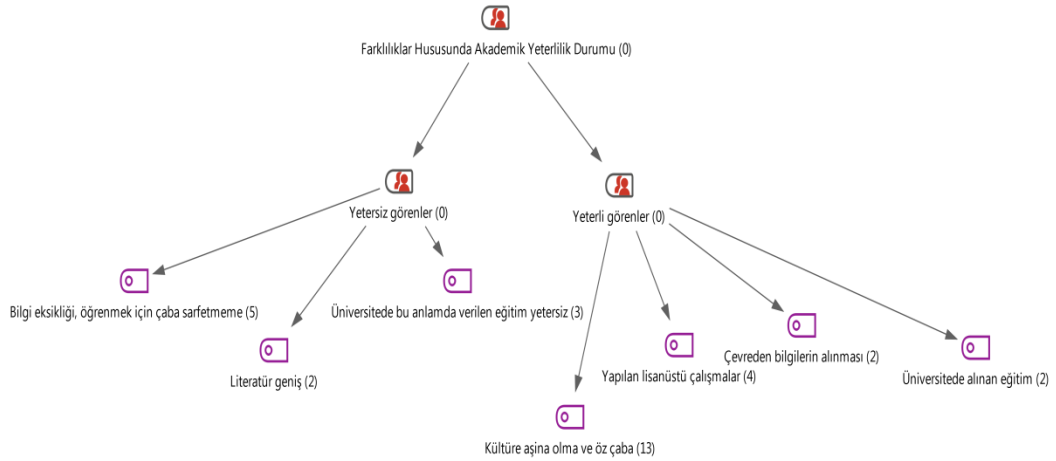 Farklılıklar Hususunda Akademik Yeterlilik Durumu (0)
Yetersiz görenler (0)
Yeterli görenler (0)
Bilgi eksikliği, öğrenmek için çaba sarfetmeme (5)
Üniversitede bu anlamda verilen eğitim yetersiz (3)
Literatür geniş (2)
Çevreden bilgilerin alınması (2)
Yapılan lisanüstü çalışmalar (4)
Üniversitede alınan eğitim (2)
Kültüre aşina olma ve öz çaba (13)